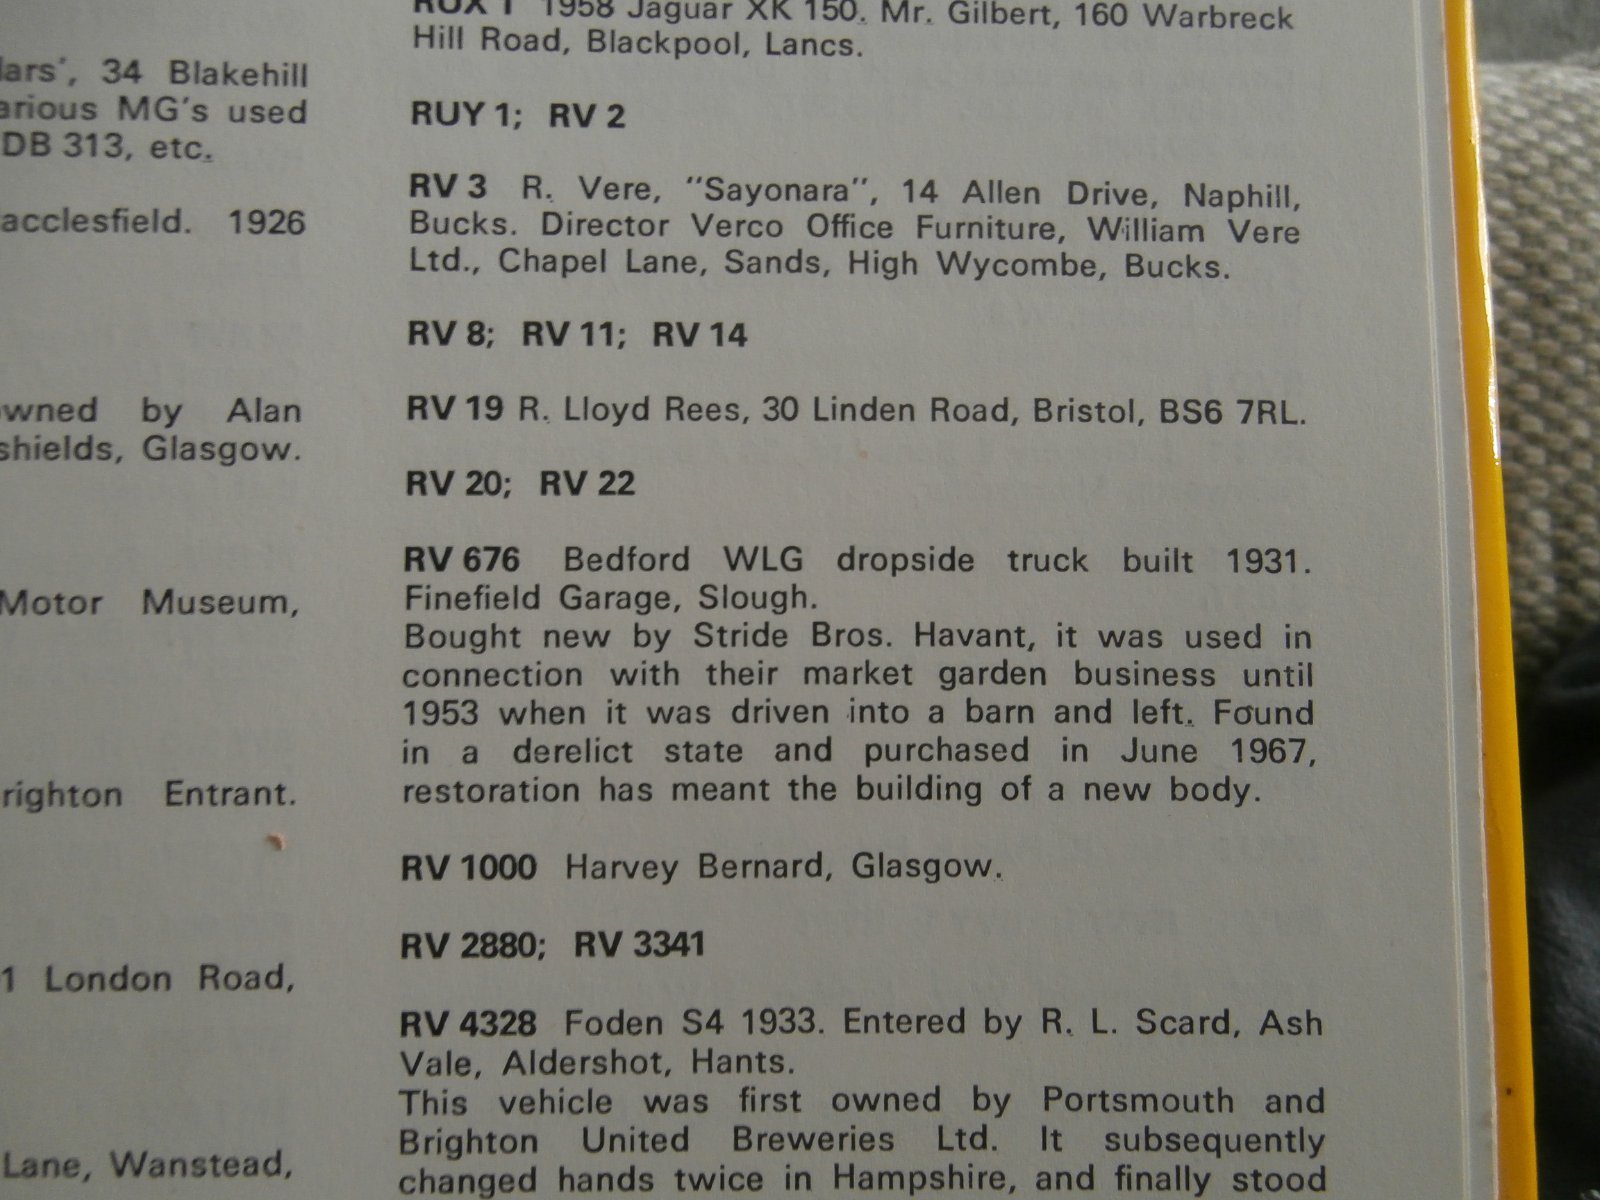 lars', 34 Blakehill
arious MG's used
DB 313, etc.
acclesfield. 1926
owned by Alan
shields, Glasgow.
Motor Museum,
righton Entrant.
1 London Road,
Lane, Wanstead,
RUX 1 1958 Jaguar XK 150. Mr. Gilbert, 160 Warbreck
Hill Road, Blackpool, Lancs.
RUY 1; RV 2
RV 3 R. Vere, "Sayonara", 14 Allen Drive, Naphill,
Bucks. Director Verco Office Furniture, William Vere
Ltd., Chapel Lane, Sands, High Wycombe, Bucks.
RV 8; RV 11; RV 14
RV 19 R. Lloyd Rees, 30 Linden Road, Bristol, BS6 7RL.
RV 20; RV 22
RV 676 Bedford WLG dropside truck built 1931.
Finefield Garage, Slough.
Bought new by Stride Bros. Havant, it was used in
connection with their market garden business until
1953 when it was driven into a barn and left. Found
in a derelict state and purchased in June 1967,
restoration has meant the building of a new body.
RV 1000 Harvey Bernard, Glasgow.
RV 2880; RV 3341
RV 4328 Foden S4 1933. Entered by R. L. Scard, Ash
Vale, Aldershot, Hants.
This vehicle was first owned by Portsmouth and
Brighton United Breweries Ltd. It subsequently
changed hands twice in Hampshire, and finally stood